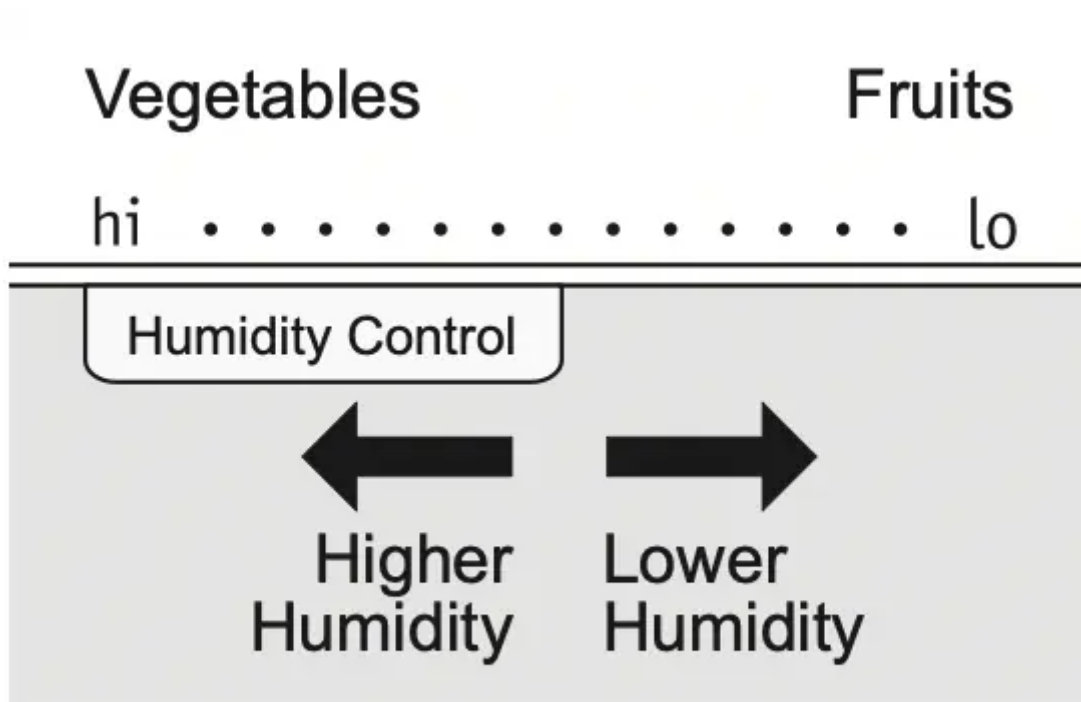 Vegetables Fruits
hi . . . . . . . . . . . . . lo
Humidity Control
Higher Humidity
Lower Humidity